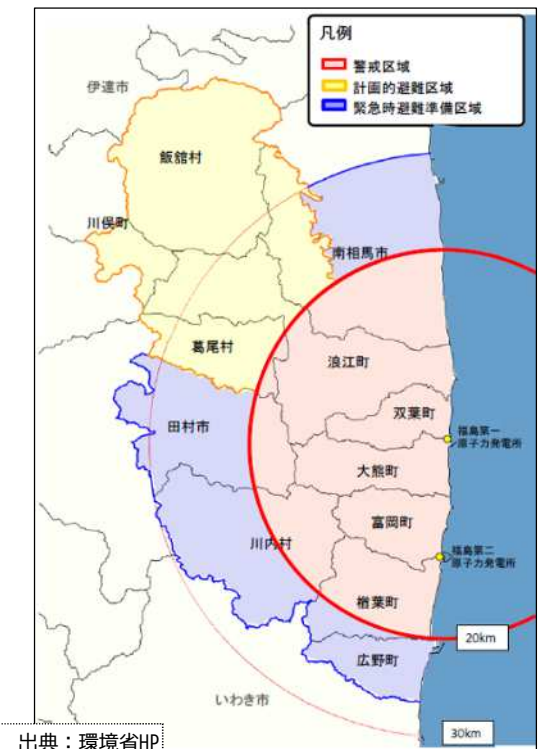 凡例
警戒区域
計画的避難区域
緊急時避難準備区域
伊達市
飯舘村
川俣町
南相馬市
葛尾村
浪江町
双葉町
田村市
福島第一
原子力発電所
大熊町
富岡町
川内村
福島第二
原子力発電所
楢葉町
20km
広野町
いわき市
30km
出典：環境省HP